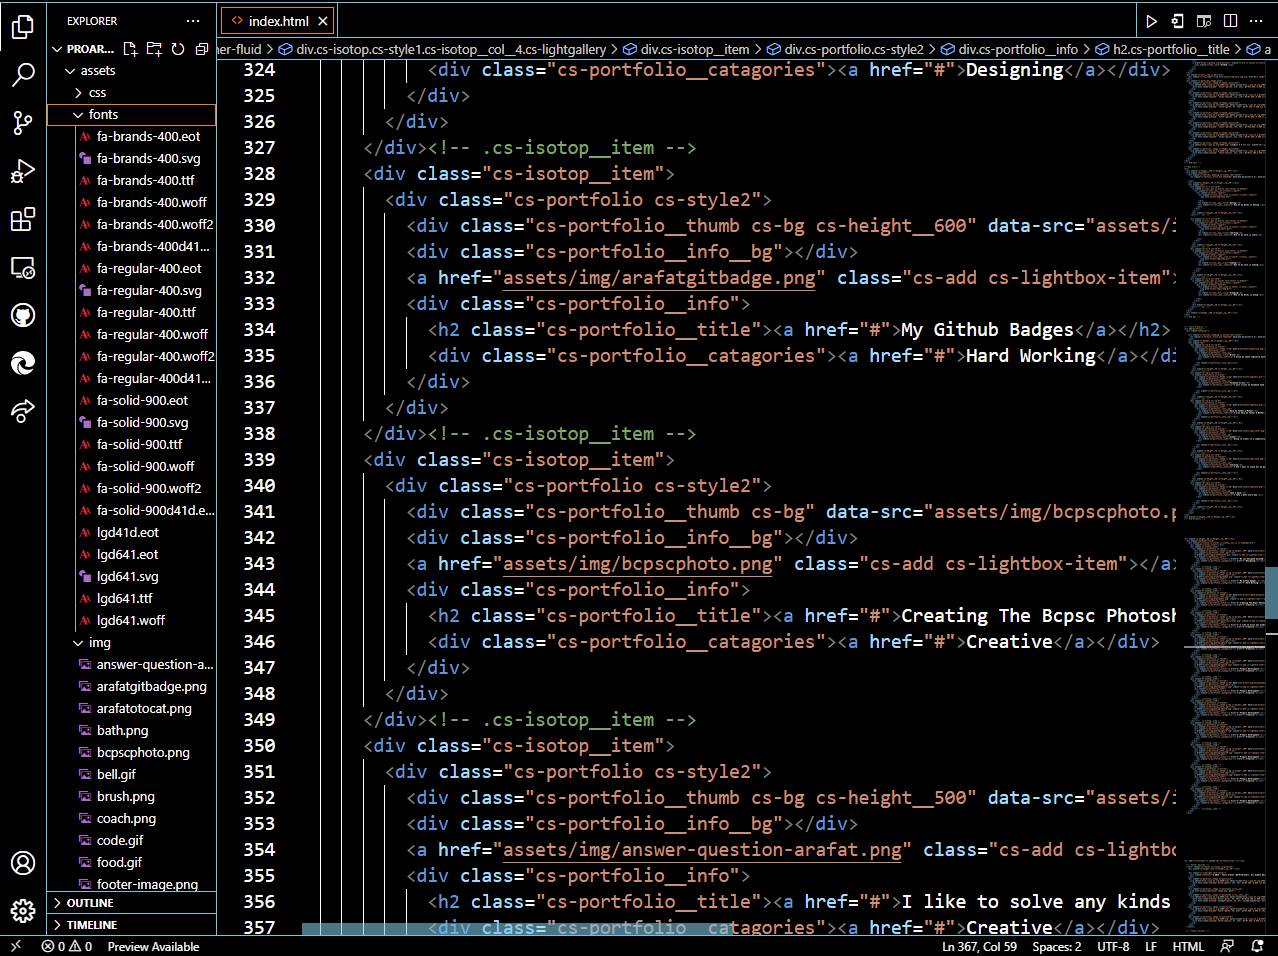 EXPLORER
index.html
PROAR...
ner-fluid > div.cs-isotop.cs-style1.cs-isotop__col__4.cs-lightgallery > div.cs-isotop__item > div.cs-portfolio.cs-style2 > div.cs-portfolio__info > h2.cs-portfolio__title > a
assets
css
fonts
fa-brands-400.eot
fa-brands-400.svg
fa-brands-400.ttf
fa-brands-400.woff
fa-brands-400.woff2
fa-brands-400d41...
fa-regular-400.eot
fa-regular-400.svg
fa-regular-400.ttf
fa-regular-400.woff
fa-regular-400.woff2
fa-regular-400d41...
fa-solid-900.eot
fa-solid-900.svg
fa-solid-900.ttf
fa-solid-900.woff
fa-solid-900.woff2
fa-solid-900d41d.e...
lgd41d.eot
lgd641.eot
lgd641.svg
lgd641.ttf
lgd641.woff
img
answer-question-a...
arafatgitbadge.png
arafatotocat.png
bath.png
bcpscphoto.png
bell.gif
brush.png
coach.png
code.gif
food.gif
footer-image.png
OUTLINE
TIMELINE
324 <div class="cs-portfolio__catagories"><a href="#">Designing</a></div>
325 </div>
326 </div>
327 </div><!-- .cs-isotop__item -->
328 <div class="cs-isotop__item">
329 <div class="cs-portfolio cs-style2">
330 <div class="cs-portfolio__thumb cs-bg cs-height__600" data-src="assets/i
331 <div class="cs-portfolio__info__bg"></div>
332 <a href="assets/img/arafatgitbadge.png" class="cs-add cs-lightbox-item">
333 <div class="cs-portfolio__info">
334 <h2 class="cs-portfolio__title"><a href="#">My Github Badges</a></h2>
335 <div class="cs-portfolio__catagories"><a href="#">Hard Working</a></di
336 </div>
337 </div>
338 </div><!-- .cs-isotop__item -->
339 <div class="cs-isotop__item">
340 <div class="cs-portfolio cs-style2">
341 <div class="cs-portfolio__thumb cs-bg" data-src="assets/img/bcpscphoto.p
342 <div class="cs-portfolio__info__bg"></div>
343 <a href="assets/img/bcpscphoto.png" class="cs-add cs-lightbox-item"></a>
344 <div class="cs-portfolio__info">
345 <h2 class="cs-portfolio__title"><a href="#">Creating The Bcpsc Photosh
346 <div class="cs-portfolio__catagories"><a href="#">Creative</a></div>
347 </div>
348 </div>
349 </div><!-- .cs-isotop__item -->
350 <div class="cs-isotop__item">
351 <div class="cs-portfolio cs-style2">
352 <div class="cs-portfolio__thumb cs-bg cs-height__500" data-src="assets/i
353 <div class="cs-portfolio__info__bg"></div>
354 <a href="assets/img/answer-question-arafat.png" class="cs-add cs-lightbo
355 <div class="cs-portfolio__info">
356 <h2 class="cs-portfolio__title"><a href="#">I like to solve any kinds
357 <div class="cs-portfolio__catagories"><a href="#">Creative</a></div>
0 0 Preview Available Ln 367, Col 59 Spaces: 2 UTF-8 LF HTML